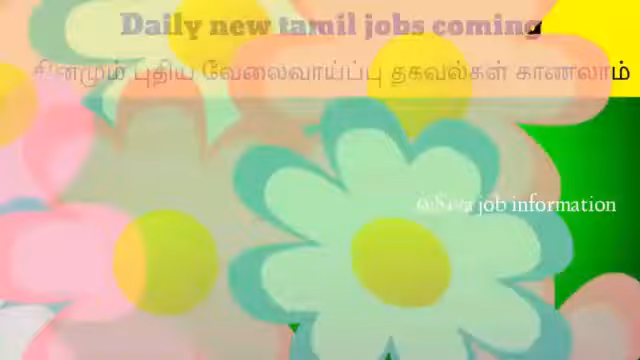 Daily new tamil jobs coming
தினமும் புதிய வேலைவாய்ப்பு தகவல்கள் காணலாம்
job information